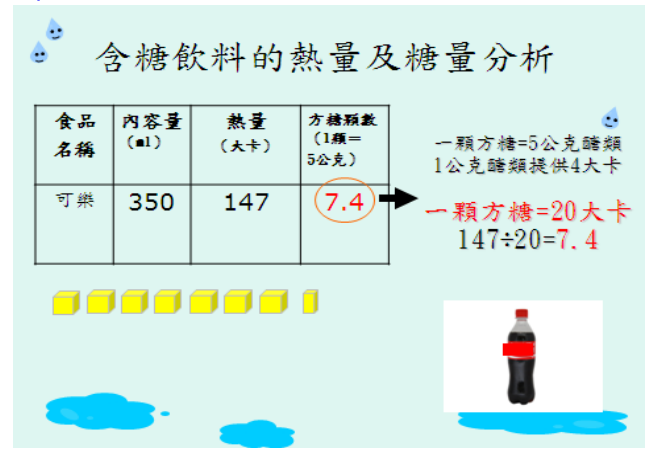 含糖飲料的熱量及糖量分析
食品名稱 內容量(ml) 熱量(大卡) 方糖顆數(1顆=5公克)
可樂 350 147 7.4
一顆方糖=5公克醣類
1公克醣類提供4大卡
一顆方糖=20大卡
147÷20=7.4